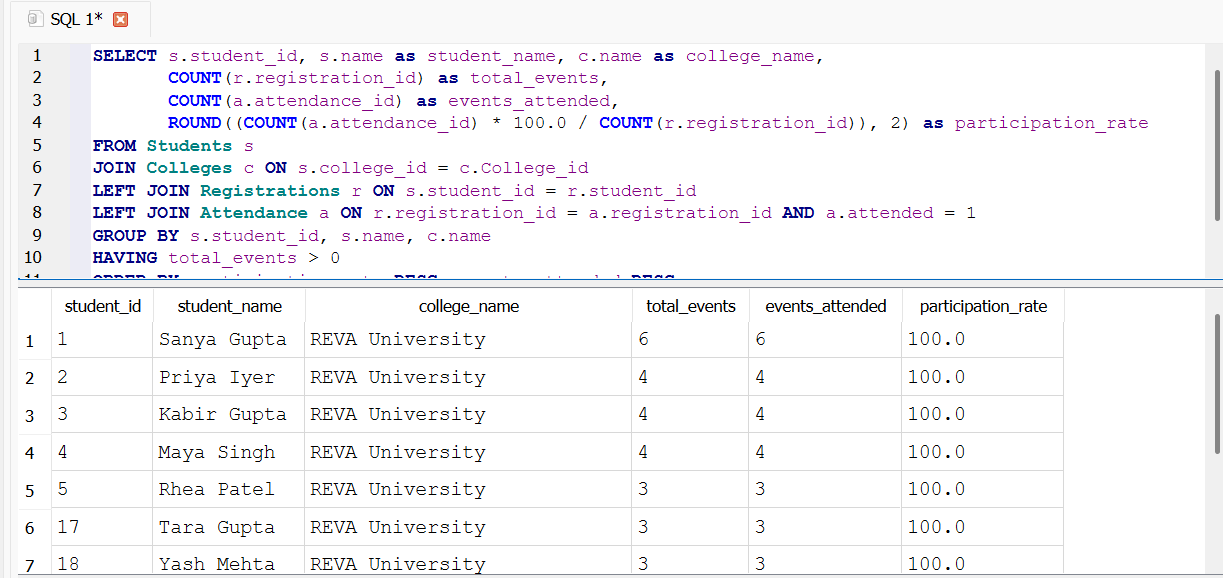 SQL 1*
1 SELECT s.student_id, s.name as student_name, c.name as college_name,
2 COUNT(r.registration_id) as total_events,
3 COUNT(a.attendance_id) as events_attended,
4 ROUND((COUNT(a.attendance_id) * 100.0 / COUNT(r.registration_id)), 2) as participation_rate
5 FROM Students s
6 JOIN Colleges c ON s.college_id = c.College_id
7 LEFT JOIN Registrations r ON s.student_id = r.student_id
8 LEFT JOIN Attendance a ON r.registration_id = a.registration_id AND a.attended = 1
9 GROUP BY s.student_id, s.name, c.name
10 HAVING total_events > 0
student_id student_name college_name total_events events_attended participation_rate
1 1 Sanya Gupta REVA University 6 6 100.0
2 2 Priya Iyer REVA University 4 4 100.0
3 3 Kabir Gupta REVA University 4 4 100.0
4 4 Maya Singh REVA University 4 4 100.0
5 5 Rhea Patel REVA University 3 3 100.0
6 17 Tara Gupta REVA University 3 3 100.0
7 18 Yash Mehta REVA University 3 3 100.0